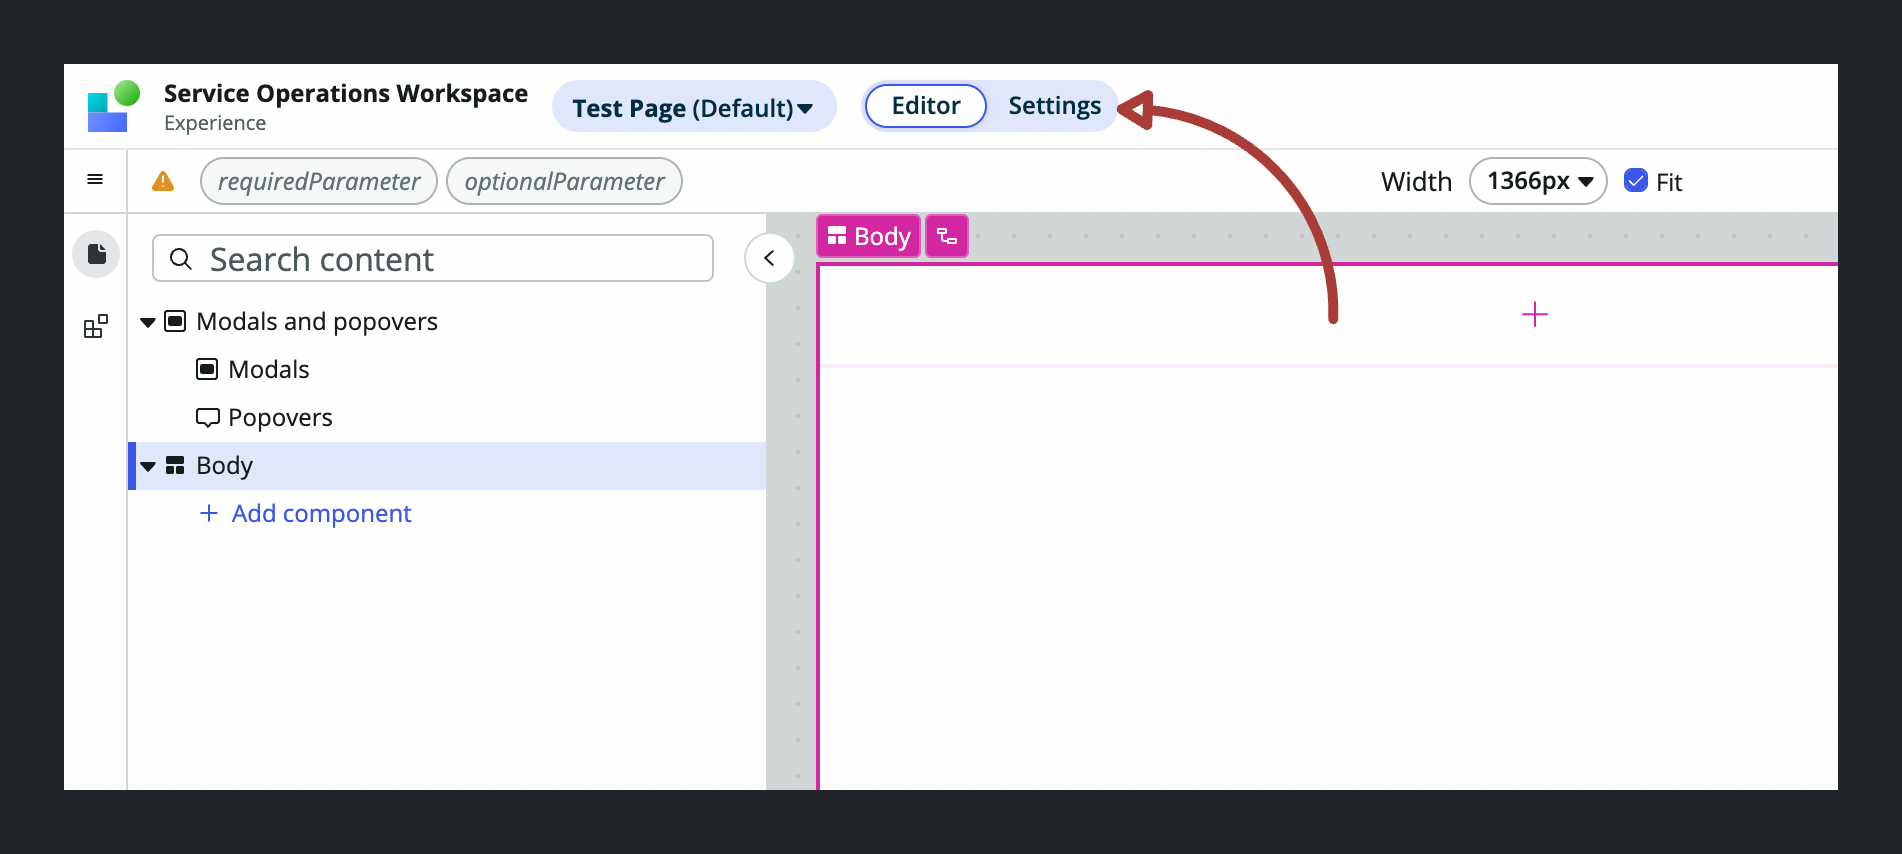 Service Operations Workspace
Experience
Test Page (Default)
Editor
Settings
requiredParameter
optionalParameter
Width
1366px
Fit
Search content
Body
Modals and popovers
Modals
Popovers
Body
+ Add component